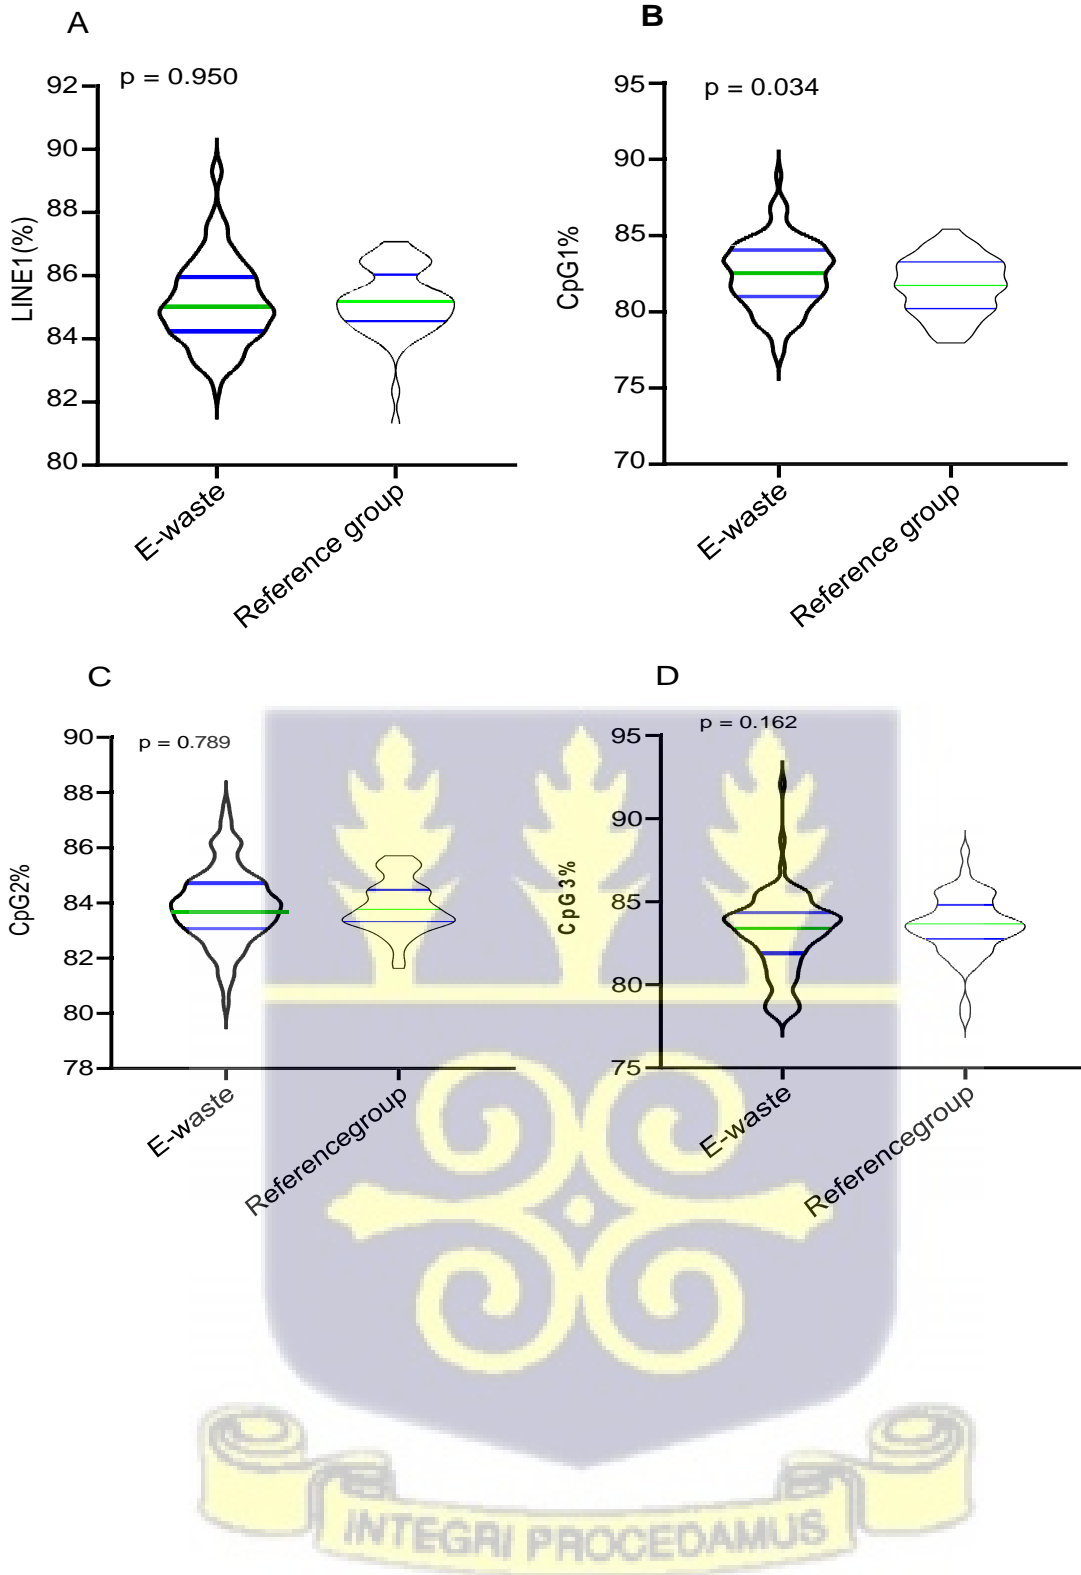 A
p = 0.950
LINE1(%)
92
90
88
86
84
82
80
E-waste
Reference group
B
p = 0.034
CpG1%
95
90
85
80
75
70
E-waste
Reference group
C
p = 0.789
CpG2%
90
88
86
84
82
80
78
E-waste
Referencegroup
D
p = 0.162
CpG3%
95
90
85
80
75
E-waste
Referencegroup
INTEGRI PROCEDAMUS